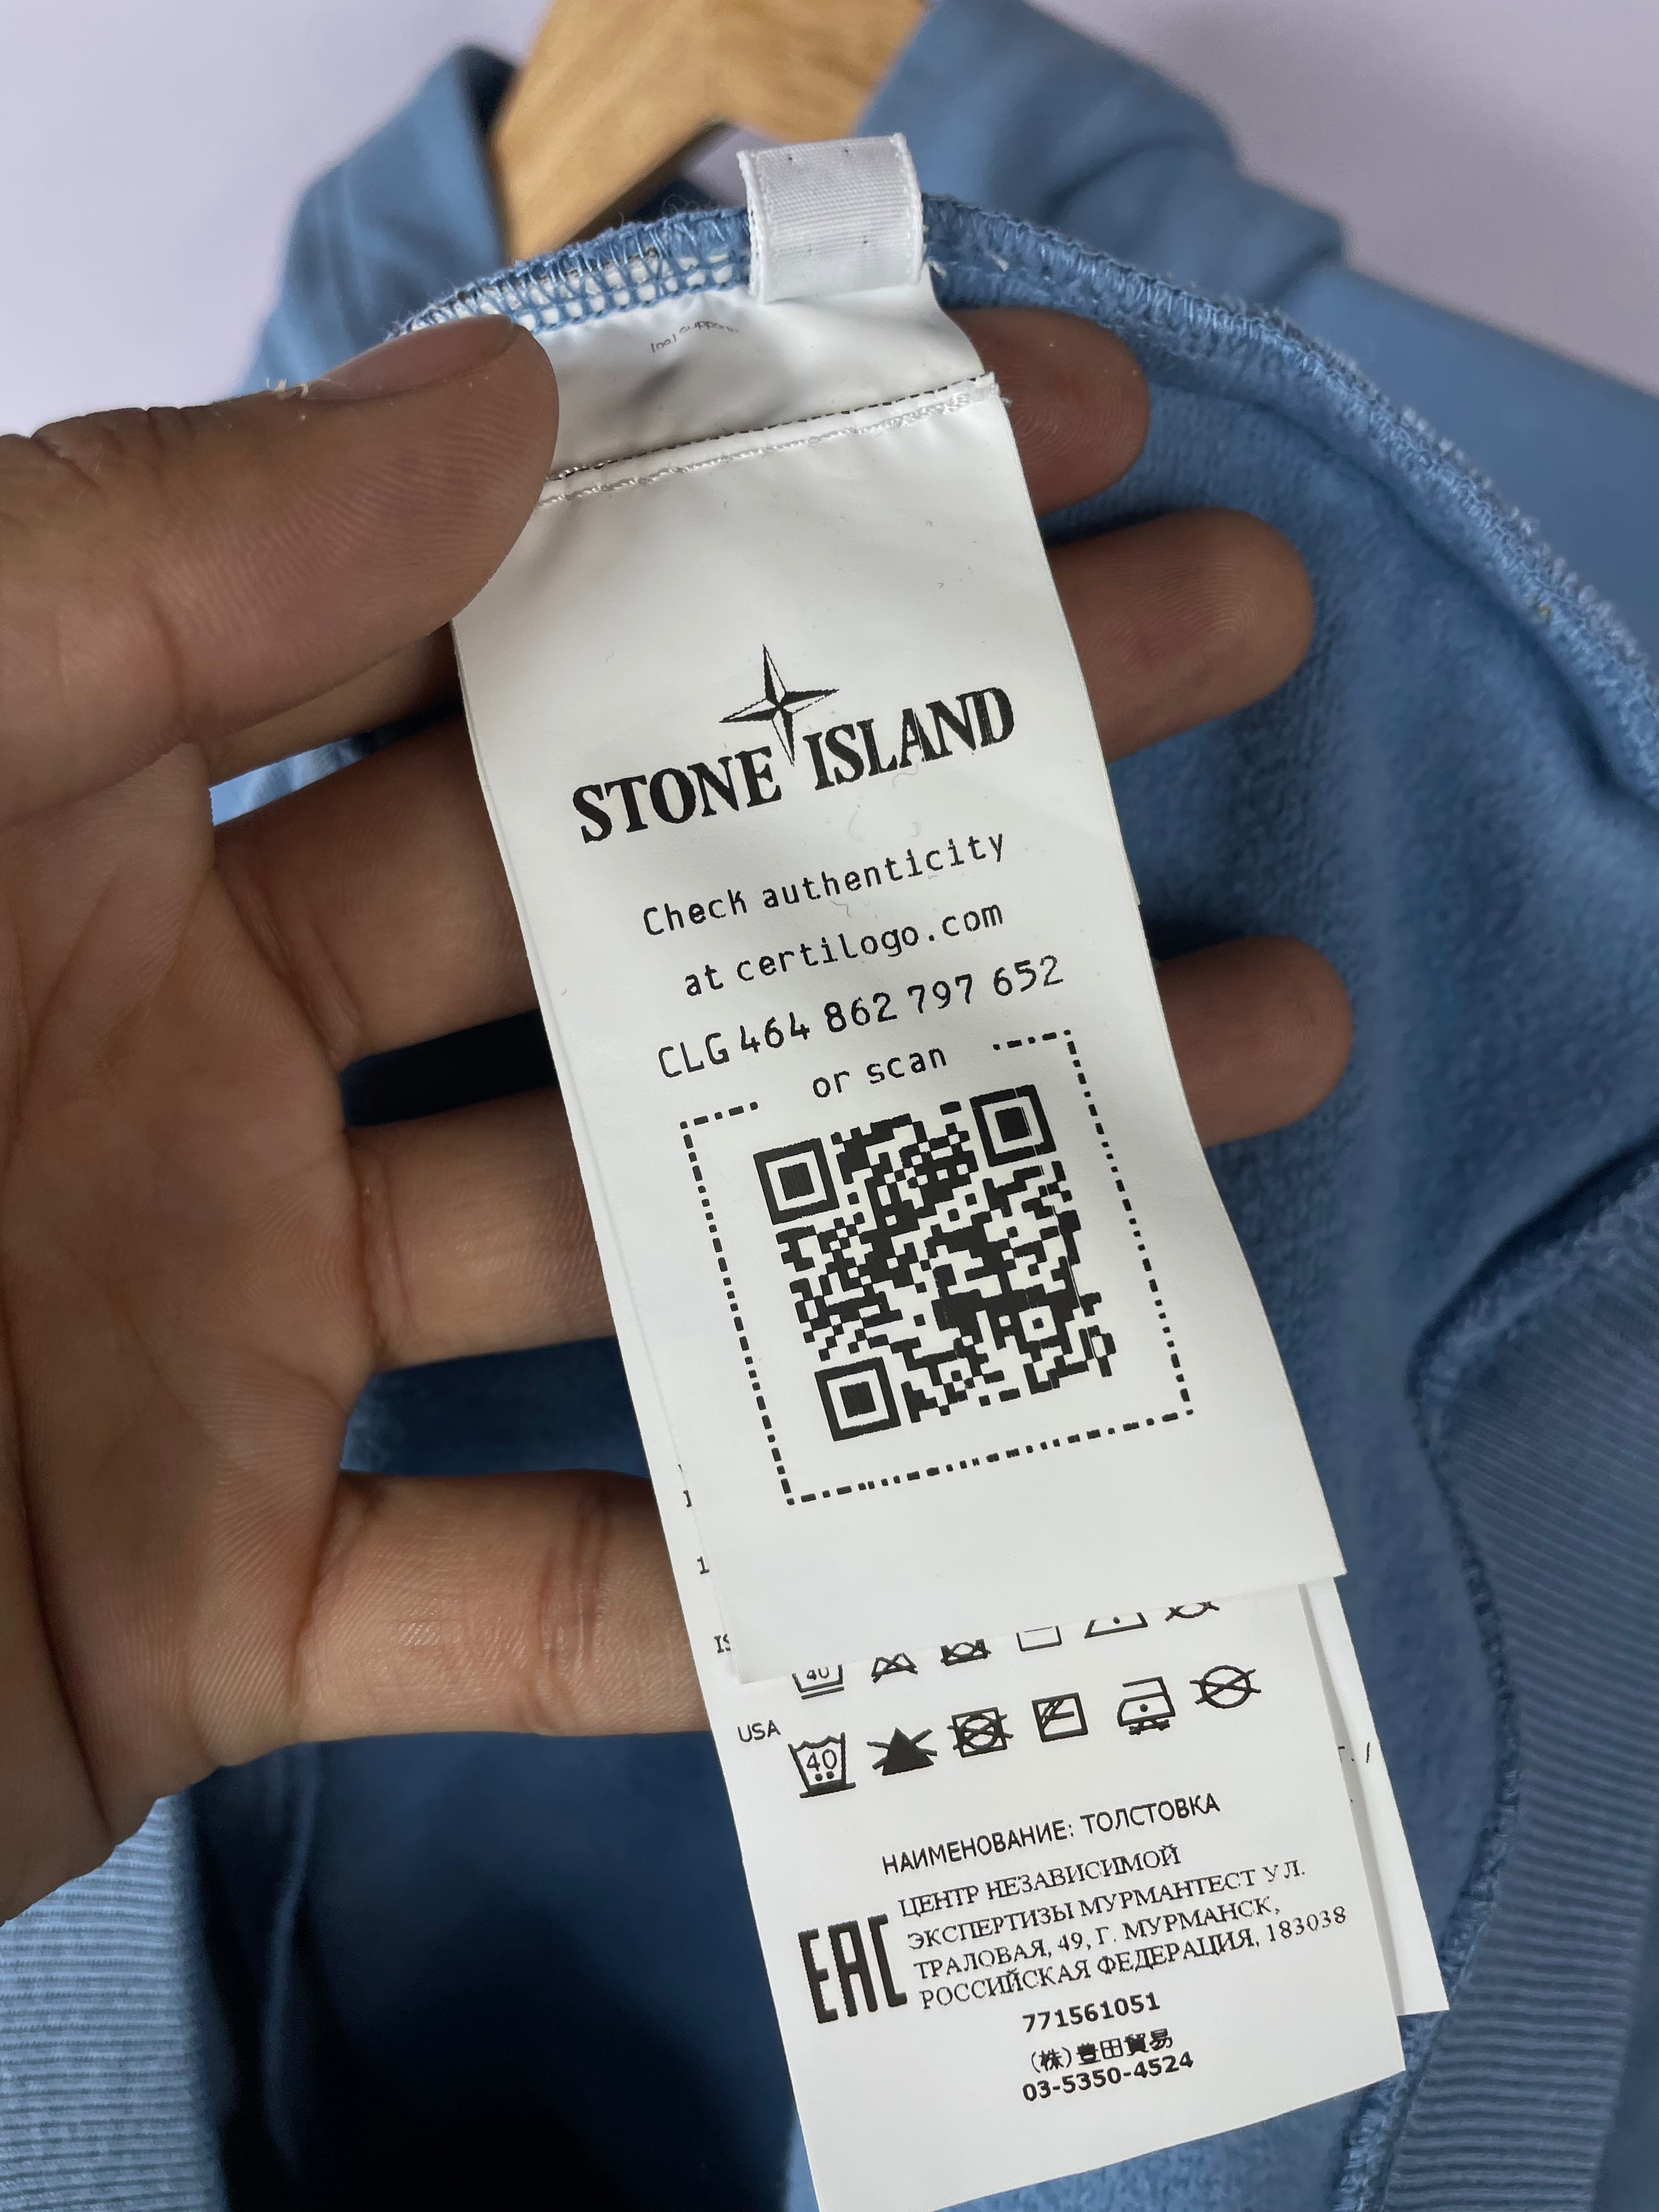 STONE ISLAND
Check authenticity
at certilogo.com
CLG 464 862 797 652
or scan
40
USA
40
НАИМЕНОВАНИЕ: ТОЛСТОВКА
ЦЕНТР НЕЗАВИСИМОЙ
ЭКСПЕРТИЗЫ МУРМАНТЕСТ УЛ.
ТРАЛОВАЯ, 49, Г. МУРМАНСК,
РОССИЙСКАЯ ФЕДЕРАЦИЯ, 183038
EAC
771561051
(株)豊田貿易
03-5350-4524